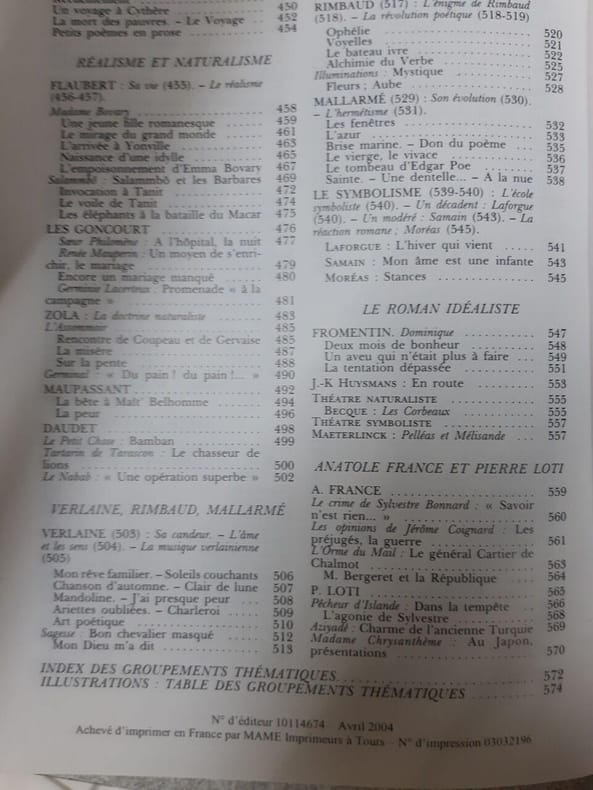 Un voyage à Cythère 450
La mort des pauvres. – Le Voyage 452
Petits poèmes en prose 454
RÉALISME ET NATURALISME
FLAUBERT : Sa vie (455). – Le réalisme
(456-457).
Madame Bovary 458
Une jeune fille romanesque 459
Le mirage du grand monde 461
L'arrivée à Yonville 463
Naissance d'une idylle 465
L'empoisonnement d'Emma Bovary 467
Salammbô : Salammbô et les Barbares 469
Invocation à Tanit 472
Le voile de Tanit 474
Les éléphants à la bataille du Macar 475
LES GONCOURT 476
Sœur Philomène : A l'hôpital, la nuit 477
Renée Mauperin : Un moyen de s'enri-
chir, le mariage 479
Encore un mariage manqué 480
Germinie Lacerteux : Promenade « à la
campagne » 481
ZOLA : La doctrine naturaliste 483
L'Assommoir 485
Rencontre de Coupeau et de Gervaise 485
La misère 487
Sur la pente 488
Germinal : « Du pain ! du pain !... » 490
MAUPASSANT 492
La bête à Maît' Belhomme 494
La peur 496
DAUDET 498
Le Petit Chose : Bamban 499
Tartarin de Tarascon : Le chasseur de
lions 500
Le Nabab : « Une opération superbe » 502
VERLAINE, RIMBAUD, MALLARMÉ
VERLAINE (503) : Sa candeur. – L'âme
et les sens (504). – La musique verlainienne
(505)
Mon rêve familier. – Soleils couchants 506
Chanson d'automne. – Clair de lune 507
Mandoline. – J'ai presque peur 508
Ariettes oubliées. – Charleroi 509
Art poétique 510
Sagesse : Bon chevalier masqué 512
Mon Dieu m'a dit 513
RIMBAUD (517) : L'énigme de Rimbaud
(518). – La révolution poétique (518-519)
Ophélie 520
Voyelles 521
Le bateau ivre 522
Alchimie du Verbe 525
Illuminations : Mystique 527
Fleurs ; Aube 528
MALLARMÉ (529) : Son évolution (530).
– L'hermétisme (531).
Les fenêtres 532
L'azur 533
Brise marine. – Don du poème 535
Le vierge, le vivace 536
Le tombeau d'Edgar Poe 537
Sainte. – Une dentelle... – A la nue 538
LE SYMBOLISME (539-540) : L'école
symboliste (540). – Un décadent : Laforgue
(540). – Un modéré : Samain (543). – La
réaction romane ; Moréas (545).
LAFORGUE : L'hiver qui vient 541
SAMAIN : Mon âme est une infante 543
MORÉAS : Stances 545
LE ROMAN IDÉALISTE
FROMENTIN. Dominique 547
Deux mois de bonheur 548
Un aveu qui n'était plus à faire 549
La tentation dépassée 551
J.-K HUYSMANS : En route 553
THÉATRE NATURALISTE 555
BECQUE : Les Corbeaux 555
THÉATRE SYMBOLISTE 557
MAETERLINCK : Pelléas et Mélisande 557
ANATOLE FRANCE ET PIERRE LOTI
A. FRANCE 559
Le crime de Sylvestre Bonnard : « Savoir
n'est rien... » 560
Les opinions de Jérôme Coignard : Les
préjugés, la guerre 561
L'Orme du Mail : Le général Cartier de
Chalmot 563
M. Bergeret et la République 564
P. LOTI 565
Pêcheur d'Islande : Dans la tempête 566
L'agonie de Sylvestre 568
Aziyadé : Charme de l'ancienne Turquie 569
Madame Chrysanthème : Au Japon,
présentations 570
INDEX DES GROUPEMENTS THÉMATIQUES 572
ILLUSTRATIONS : TABLE DES GROUPEMENTS THÉMATIQUES 574
N° d'éditeur 10114674 Avril 2004
Achevé d'imprimer en France par MAME Imprimeurs à Tours – N° d'impression 03032196